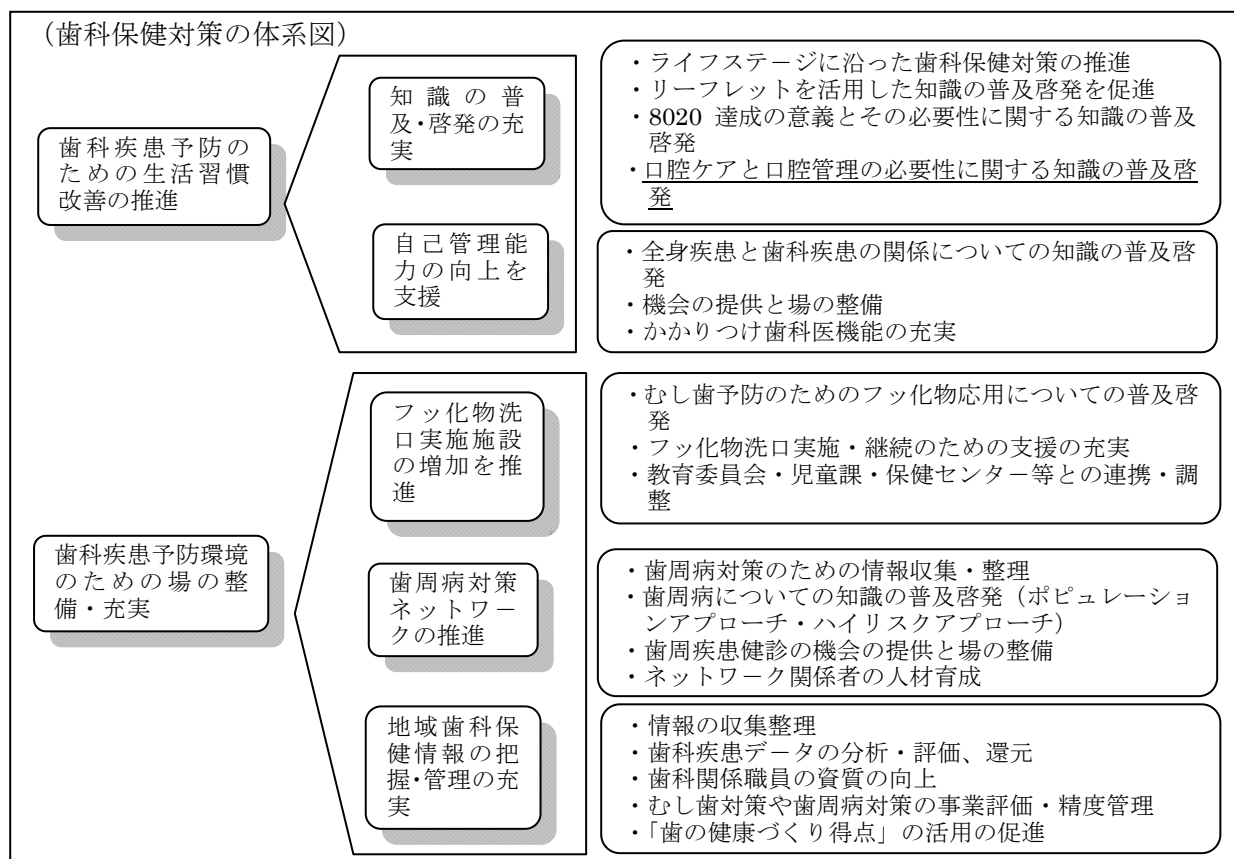 （歯科保健対策の体系図）
歯科疾患予防の
ための生活習慣
改善の推進
知識の普
及・啓発の充
実
・ライフステージに沿った歯科保健対策の推進
・リーフレットを活用した知識の普及啓発を促進
・8020 達成の意義とその必要性に関する知識の普及
啓発
・口腔ケアと口腔管理の必要性に関する知識の普及啓
発
自己管理能
力の向上を
支援
・全身疾患と歯科疾患の関係についての知識の普及啓
発
・機会の提供と場の整備
・かかりつけ歯科医機能の充実
歯科疾患予防環境
のための場の整
備・充実
フッ化物洗
口実施施設
の増加を推
進
・むし歯予防のためのフッ化物応用についての普及啓
発
・フッ化物洗口実施・継続のための支援の充実
・教育委員会・児童課・保健センター等との連携・調
整
歯周病対策
ネットワー
クの推進
・歯周病対策のための情報収集・整理
・歯周病についての知識の普及啓発（ポピュレーショ
ンアプローチ・ハイリスクアプローチ）
・歯周疾患健診の機会の提供と場の整備
・ネットワーク関係者の人材育成
地域歯科保
健情報の把
握・管理の充
実
・情報の収集整理
・歯科疾患データの分析・評価、還元
・歯科関係職員の資質の向上
・むし歯対策や歯周病対策の事業評価・精度管理
・「歯の健康づくり得点」の活用の促進